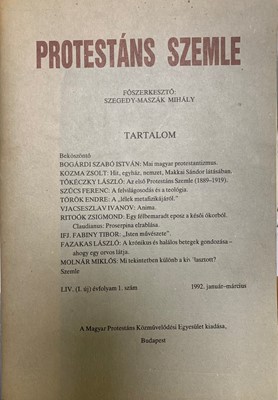 PROTESTÁNS SZEMLE
FŐSZERKESZTŐ:
SZEGEDY-MASZÁK MIHÁLY
TARTALOM
Beköszöntő
BOGÁRDI SZABÓ ISTVÁN: Mai magyar protestantizmus.
KOZMA ZSOLT: Hit, egyház, nemzet, Makkai Sándor látásában.
TŐKÉCZKY LÁSZLÓ: Az első Protestáns Szemle (1889–1919).
SZŰCS FERENC: A felvilágosodás és a teológia.
TÖRÖK ENDRE: A „lélek metafizikájáról."
VJACSESZLAV IVANOV: Anima.
RITOÓK ZSIGMOND: Egy félbemaradt eposz a késői ókorból.
Claudianus: Proserpina elrablása.
IFJ. FABINY TIBOR: „Isten művészete".
FAZAKAS LÁSZLÓ: A krónikus és halálos betegek gondozása –
ahogy egy orvos látja.
MOLNÁR MIKLÓS: Mi tekintetben különb a kiválasztott?
Szemle
LIV. (I. új) évfolyam 1. szám
1992. január-március
A Magyar Protestáns Közművelődési Egyesület kiadása,
Budapest